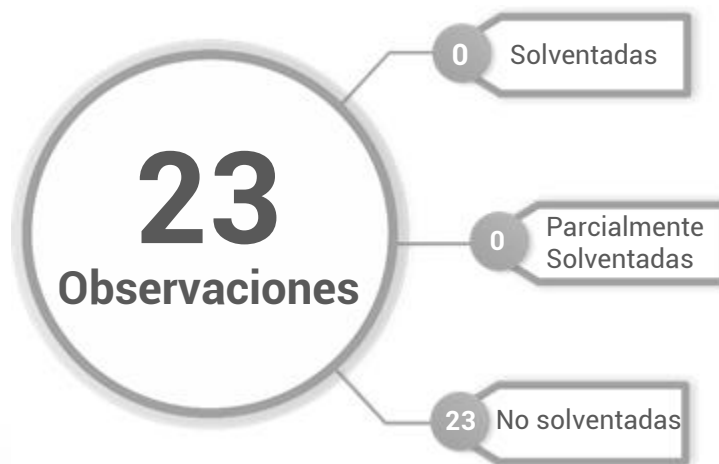 23
Observaciones
0
Solventadas
0
Parcialmente
Solventadas
23
No solventadas